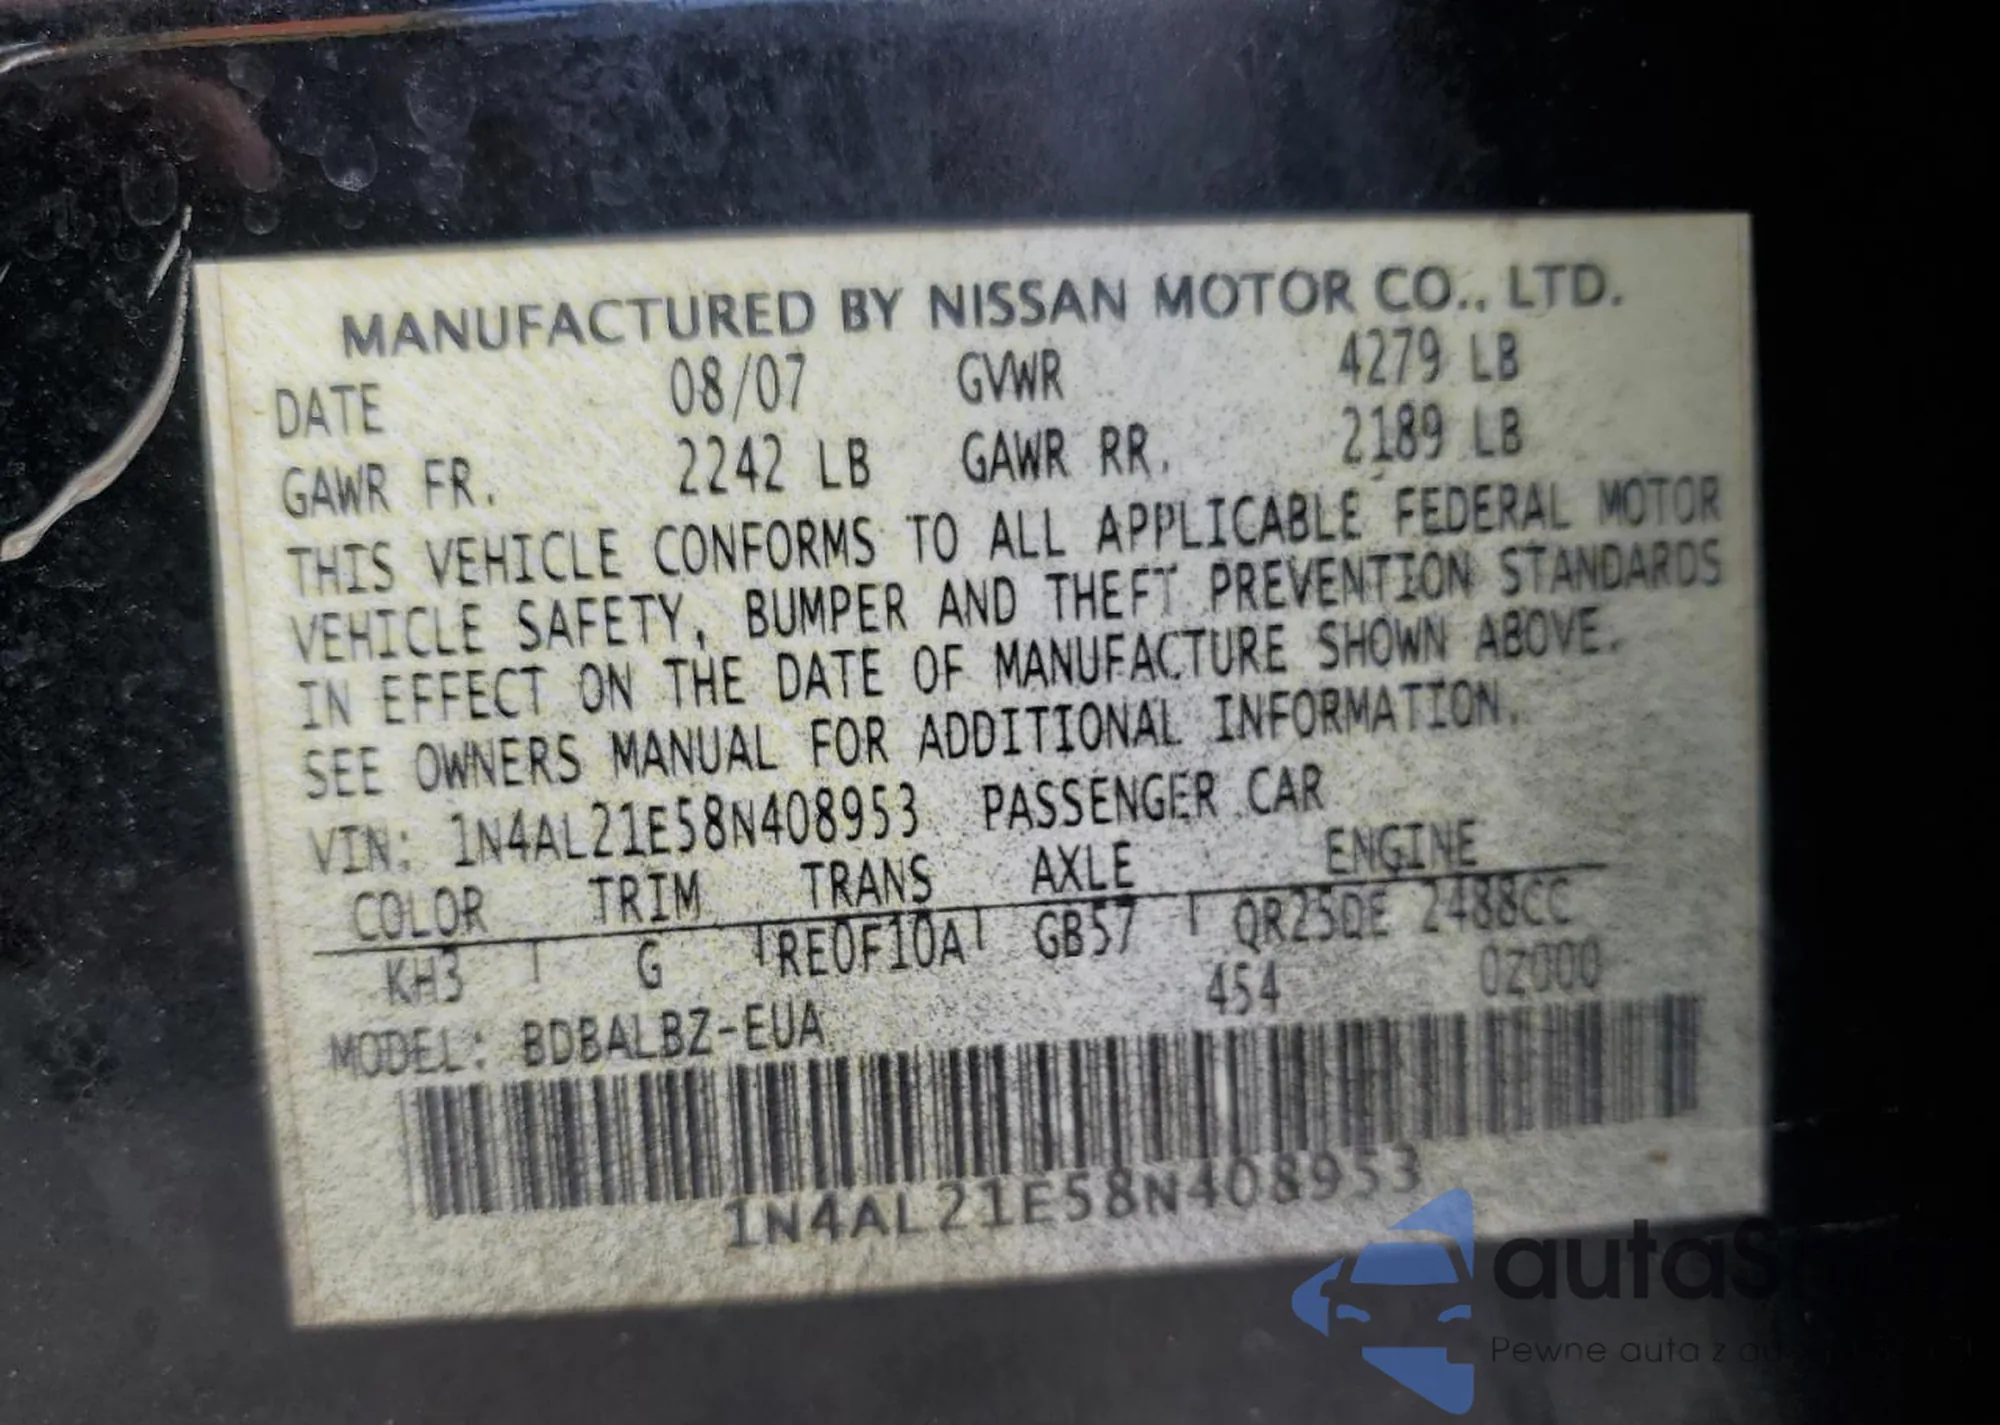 MANUFACTURED BY NISSAN MOTOR CO., LTD.
DATE 08/07 GVWR 4279 LB
GAWR FR. 2242 LB GAWR RR. 2189 LB
THIS VEHICLE CONFORMS TO ALL APPLICABLE FEDERAL MOTOR
VEHICLE SAFETY, BUMPER AND THEFT PREVENTION STANDARDS
IN EFFECT ON THE DATE OF MANUFACTURE SHOWN ABOVE.
SEE OWNERS MANUAL FOR ADDITIONAL INFORMATION.
VIN: 1N4AL21E58N408953 PASSENGER CAR
COLOR TRIM TRANS AXLE ENGINE
KH3 G RE0F10A GB57 QR25DE 2488CC
454 0Z000
MODEL: BDBALBZ-EUA
1N4AL21E58N408953
Pewne auta z